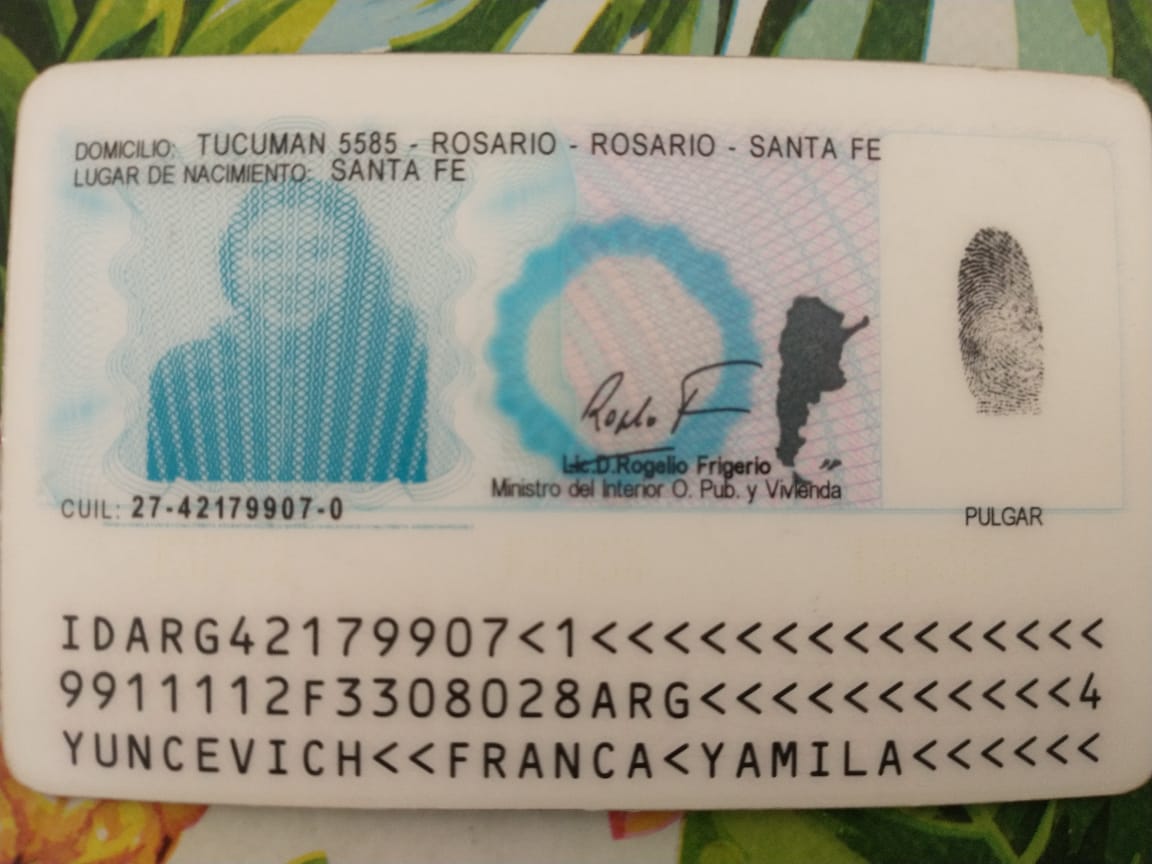 DOMICILIO: TUCUMAN 5585 - ROSARIO - ROSARIO - SANTA FE
LUGAR DE NACIMIENTO: SANTA FE
Lic.D.Rogelio Frigerio
Ministro del Interior O. Pub. y Vivienda
CUIL: 27-42179907-0
PULGAR
IDARG42179907<1<<<<<<<<<<<<<<<
9911112F3308028ARG<<<<<<<<<<<4
YUNCEVICH<<FRANCA<YAMILA<<<<<<